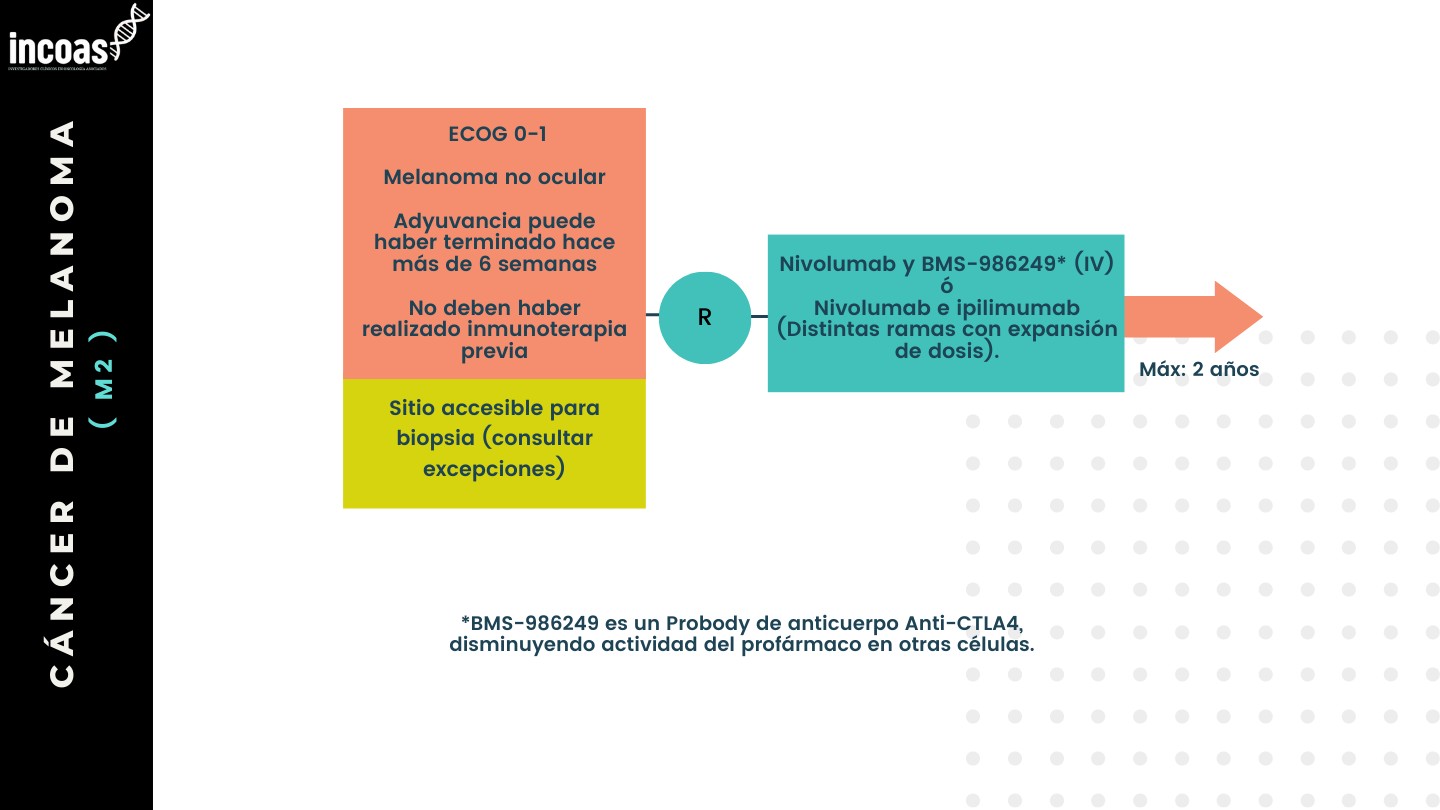 incoas
INVESTIGADORES CLÍNICOS EN ONCOLOGÍA ASOCIADOS
CÁNCER DE MELANOMA
( M2 )
ECOG 0-1
Melanoma no ocular
Adyuvancia puede
haber terminado hace
más de 6 semanas
No deben haber
realizado inmunoterapia
previa
Sitio accesible para
biopsia (consultar
excepciones)
R
Nivolumab y BMS-986249* (IV)
ó
Nivolumab e ipilimumab
(Distintas ramas con expansión
de dosis).
Máx: 2 años
*BMS-986249 es un Probody de anticuerpo Anti-CTLA4,
disminuyendo actividad del profármaco en otras células.